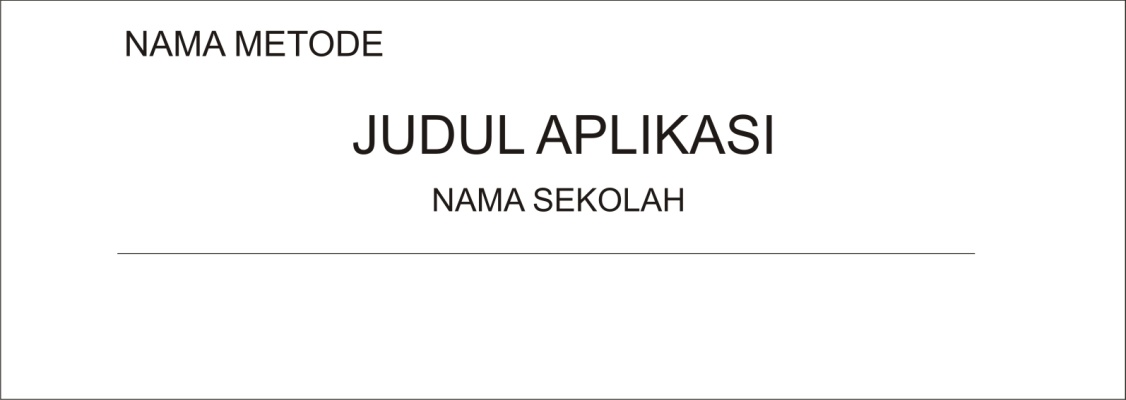 NAMA METODE
JUDUL APLIKASI
NAMA SEKOLAH